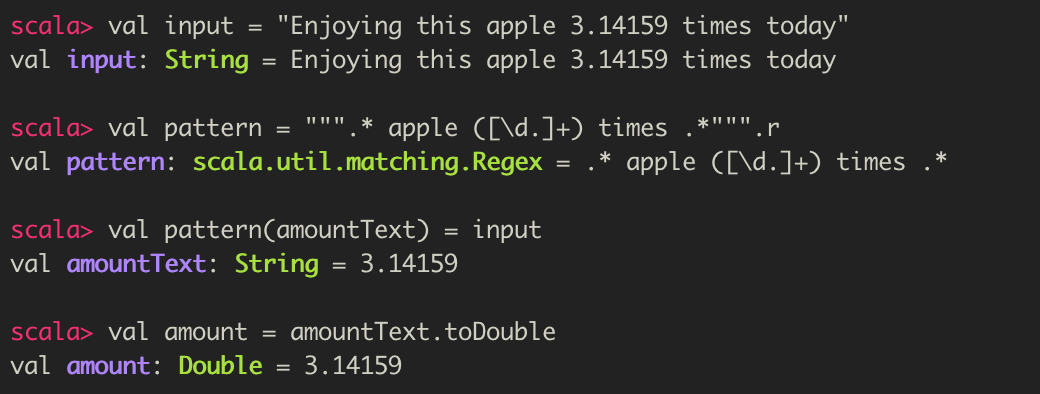 scala> val input = "Enjoying this apple 3.14159 times today"
val input: String = Enjoying this apple 3.14159 times today
scala> val pattern = """.* apple ([\d.]+) times .*""".r
val pattern: scala.util.matching.Regex = .* apple ([\d.]+) times .*
scala> val pattern(amountText) = input
val amountText: String = 3.14159
scala> val amount = amountText.toDouble
val amount: Double = 3.14159